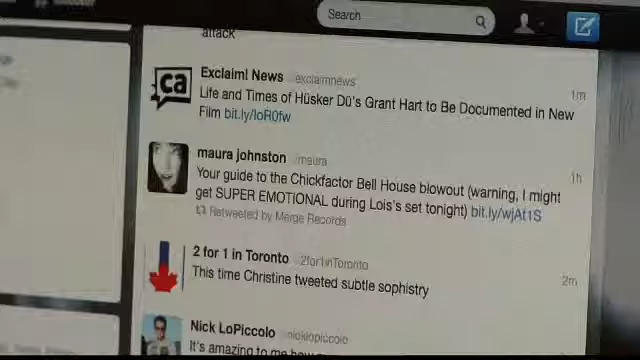 Search
attack
Exclaim! News exclaimnews 1m
Life and Times of Hüsker Dü's Grant Hart to Be Documented in New
Film bit.ly/IoR0fw
ca
maura johnston @maura 1h
Your guide to the Chickfactor Bell House blowout (warning, I might
get SUPER EMOTIONAL during Lois's set tonight) bit.ly/wjAt1S
Retweeted by Merge Records
2 for 1 in Toronto @2for1inToronto 2m
This time Christine tweeted subtle sophistry
Nick LoPiccolo @nicklopiccolo
It's amazing to me how